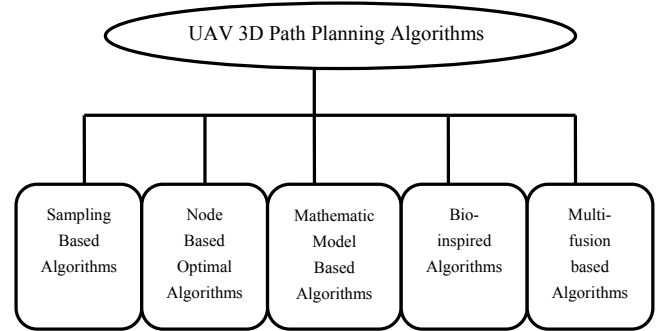 UAV 3D Path Planning Algorithms
Sampling
Based
Algorithms
Node
Based
Optimal
Algorithms
Mathematic
Model
Based
Algorithms
Bio-
inspired
Algorithms
Multi-
fusion
based
Algorithms